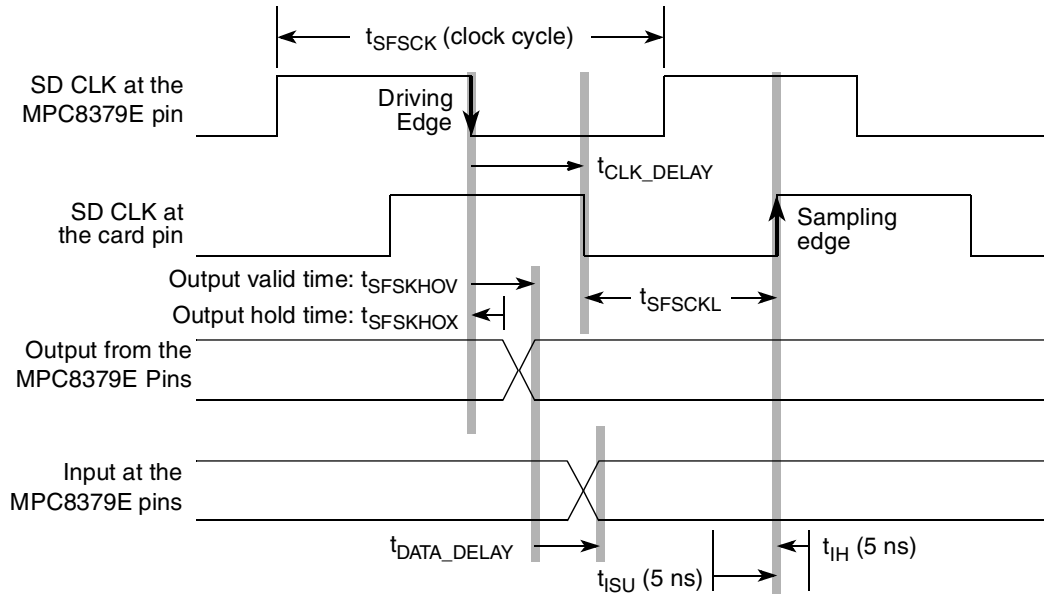 tSFSCK (clock cycle)
SD CLK at the
MPC8379E pin
Driving
Edge
tCLK_DELAY
SD CLK at
the card pin
Sampling
edge
Output valid time: tSFSKHOV
tSFSCKL
Output hold time: tSFSKHOX
Output from the
MPC8379E Pins
Input at the
MPC8379E pins
tDATA_DELAY
tIH (5 ns)
tISU (5 ns)